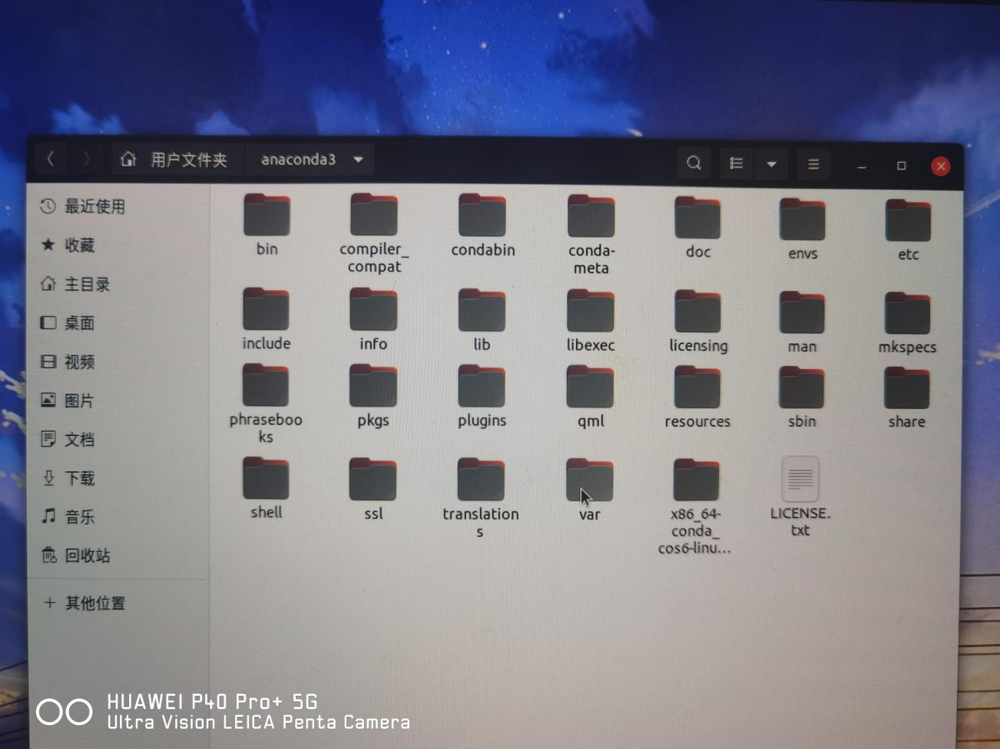 用户文件夹 anaconda3
最近使用
收藏
主目录
桌面
视频
图片
文档
下载
音乐
回收站
其他位置
bin
compiler_
compat
condabin
conda-
meta
doc
envs
etc
include
info
lib
libexec
licensing
man
mkspecs
phraseboo
ks
pkgs
plugins
qml
resources
sbin
share
shell
ssl
translation
s
var
x86_64-
conda_
cos6-linu...
LICENSE.
txt
HUAWEI P40 Pro+ 5G
Ultra Vision LEICA Penta Camera